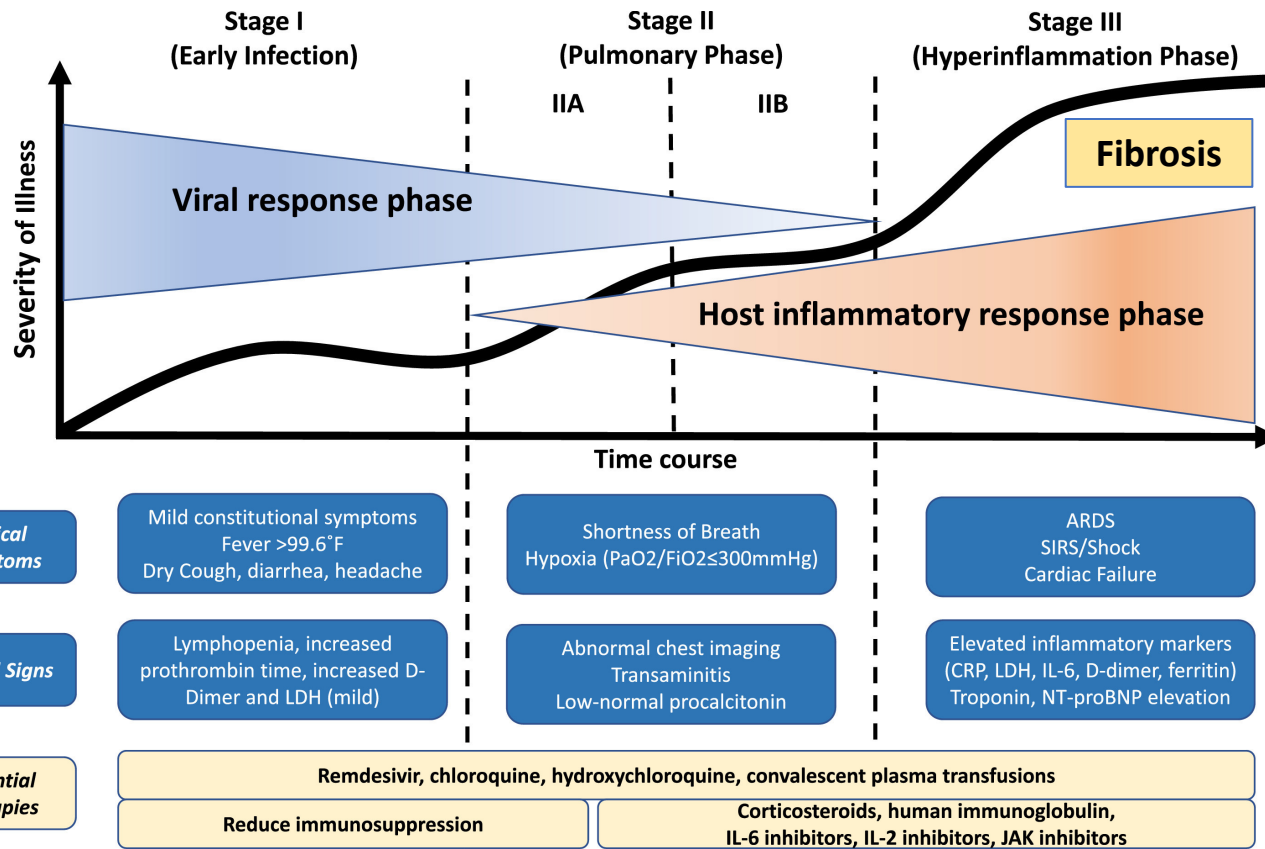 Stage I
(Early Infection)
Stage II
(Pulmonary Phase)
Stage III
(Hyperinflammation Phase)
IIA
IIB
Fibrosis
Viral response phase
Host inflammatory response phase
Severity of Illness
Time course
ical
toms
Mild constitutional symptoms
Fever >99.6˚F
Dry Cough, diarrhea, headache
Shortness of Breath
Hypoxia (PaO2/FiO2≤300mmHg)
ARDS
SIRS/Shock
Cardiac Failure
Signs
Lymphopenia, increased
prothrombin time, increased D-
Dimer and LDH (mild)
Abnormal chest imaging
Transaminitis
Low-normal procalcitonin
Elevated inflammatory markers
(CRP, LDH, IL-6, D-dimer, ferritin)
Troponin, NT-proBNP elevation
ntial
pies
Remdesivir, chloroquine, hydroxychloroquine, convalescent plasma transfusions
Reduce immunosuppression
Corticosteroids, human immunoglobulin,
IL-6 inhibitors, IL-2 inhibitors, JAK inhibitors